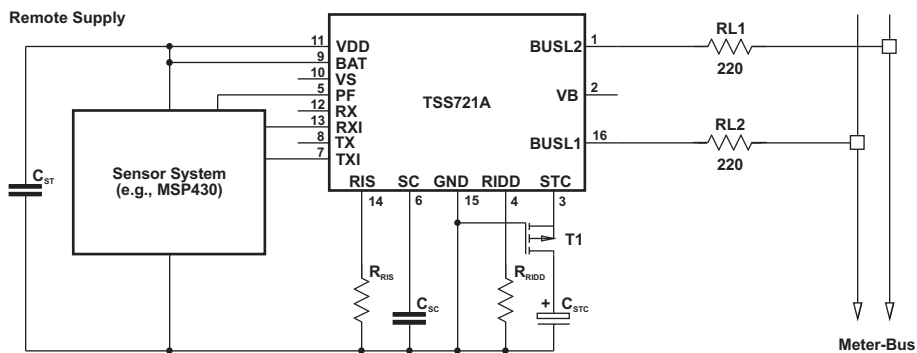 Remote Supply
11 VDD
9 BAT
10 VS
5 PF
12 RX
13 RXI
8 TX
7 TXI
TSS721A
BUSL2 1
VB 2
BUSL1 16
RL1
220
RL2
220
RIS SC GND RIDD STC
14 6 15 4 3
Sensor System
(e.g., MSP430)
CST
T1
RRIS
CSC
RRIDD
+ CSTC
Meter-Bus